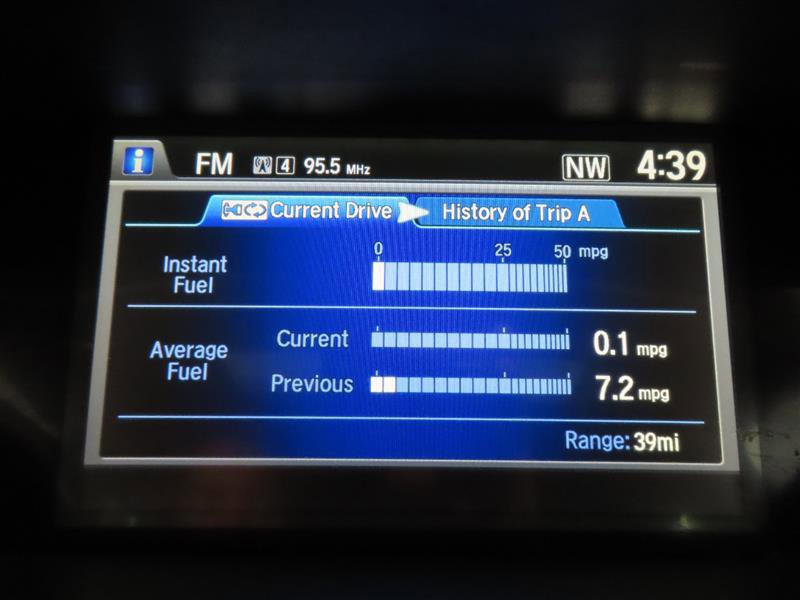 i FM 4 95.5 MHz NW 4:39
Current Drive History of Trip A
0 25 50 mpg
Instant
Fuel
Average
Fuel
Current 0.1 mpg
Previous 7.2 mpg
Range: 39mi